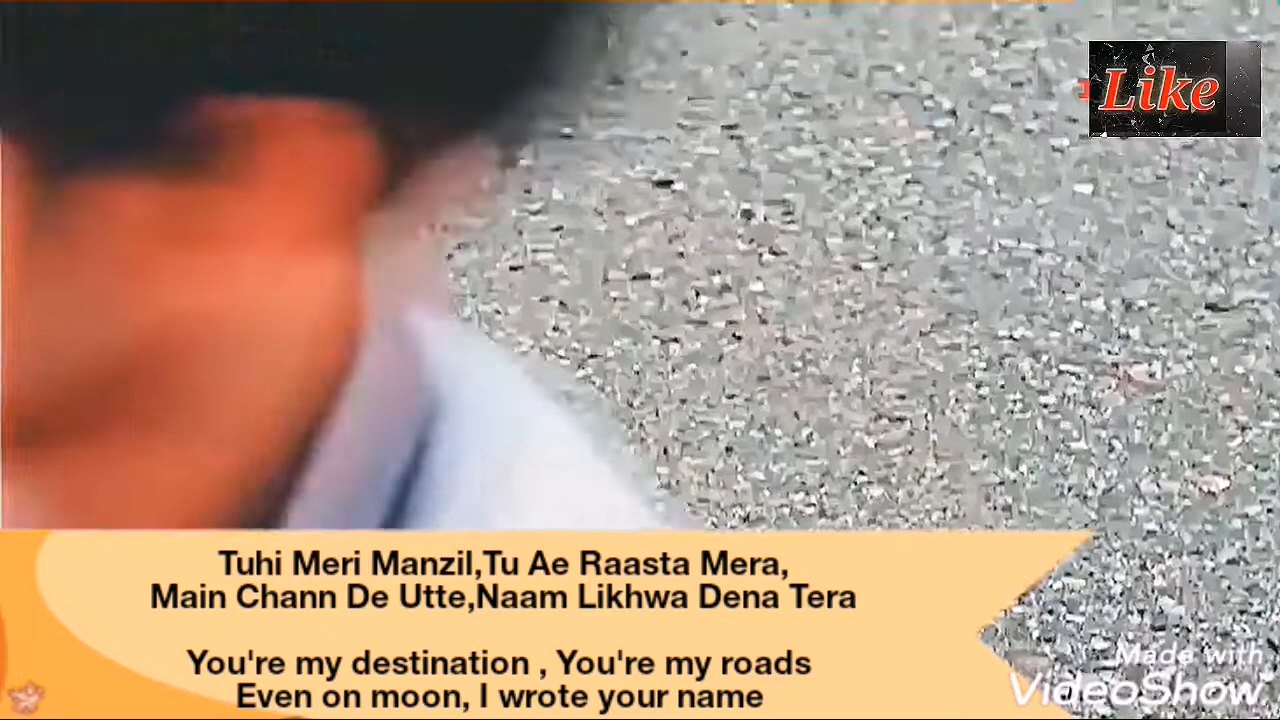 Like
Tuhi Meri Manzil,Tu Ae Raasta Mera,
Main Chann De Utte,Naam Likhwa Dena Tera
You're my destination , You're my roads
Even on moon, I wrote your name
Made with
VideoShow